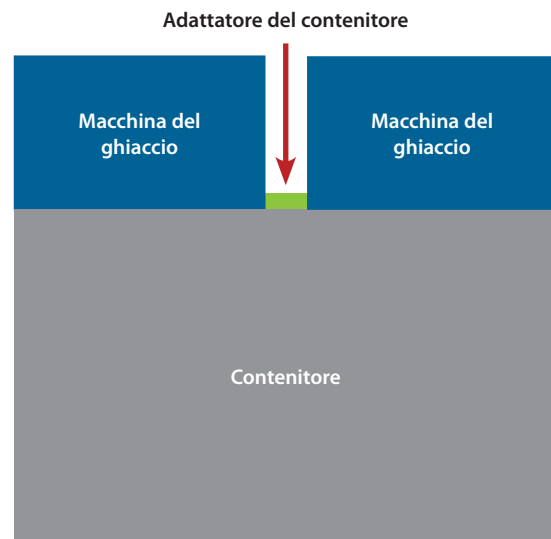 Adattatore del contenitore
Macchina del
ghiaccio
Macchina del
ghiaccio
Contenitore